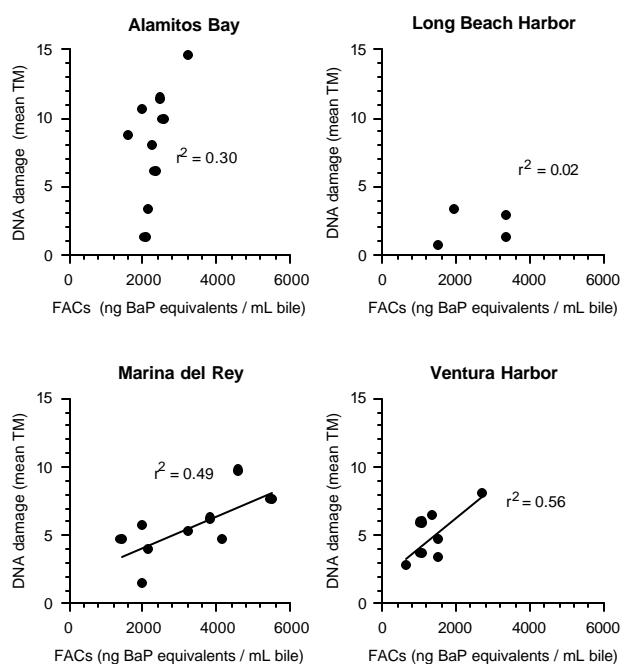 Alamitos Bay
DNA damage (mean TM)
15
10
5
0
r² = 0.30
0 2000 4000 6000
FACs (ng BaP equivalents / mL bile)
Long Beach Harbor
DNA damage (mean TM)
15
10
5
0
r² = 0.02
0 2000 4000 6000
FACs (ng BaP equivalents / mL bile)
Marina del Rey
DNA damage (mean TM)
15
10
5
0
r² = 0.49
0 2000 4000 6000
FACs (ng BaP equivalents / mL bile)
Ventura Harbor
DNA damage (mean TM)
15
10
5
0
r² = 0.56
0 2000 4000 6000
FACs (ng BaP equivalents / mL bile)